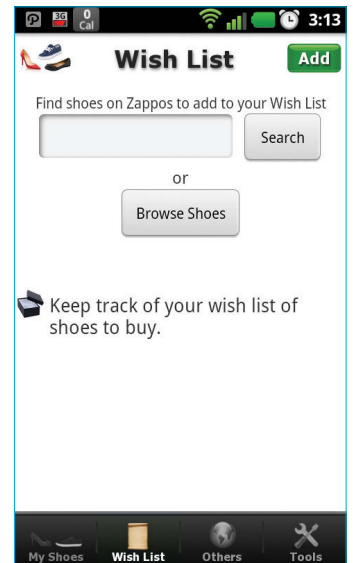 3G
0
Cal
3:13
Wish List
Add
Find shoes on Zappos to add to your Wish List
Search
or
Browse Shoes
Keep track of your wish list of
shoes to buy.
My Shoes
Wish List
Others
Tools